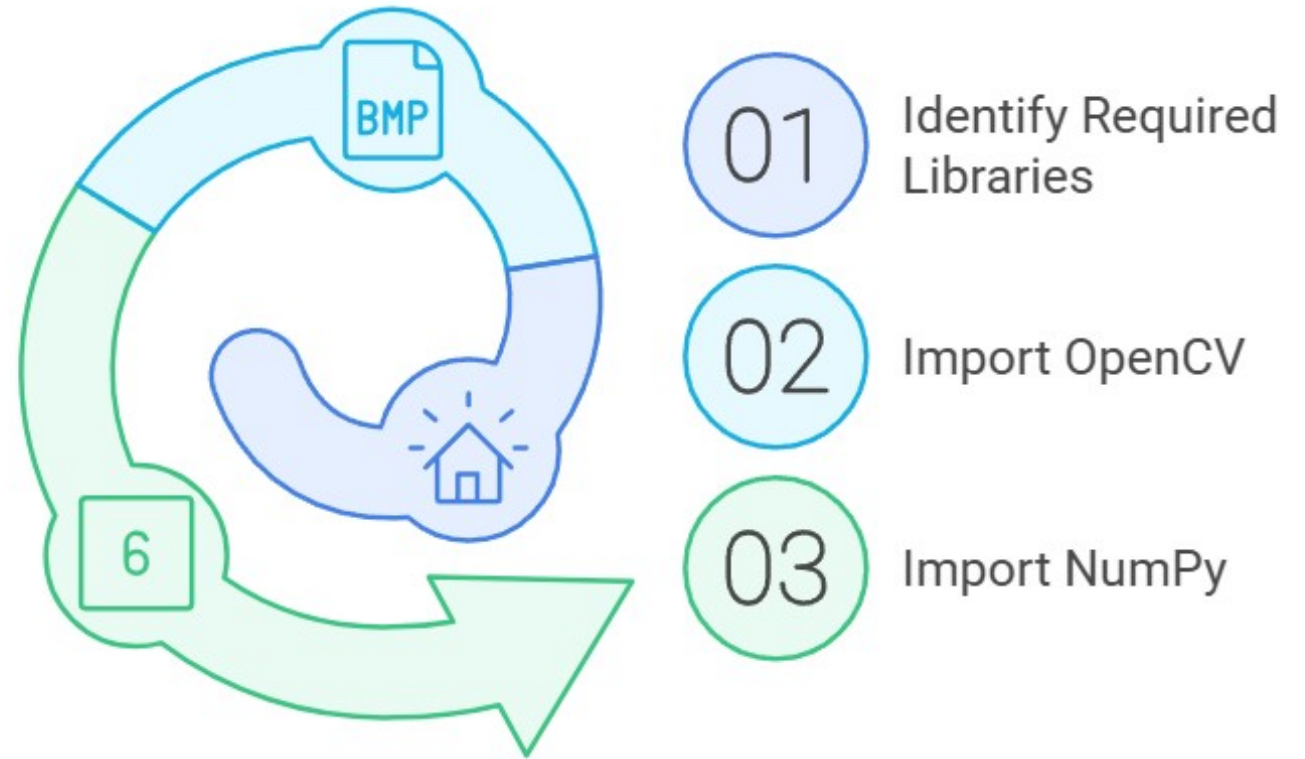 BMP
6
01
Identify Required
Libraries
02
Import OpenCV
03
Import NumPy